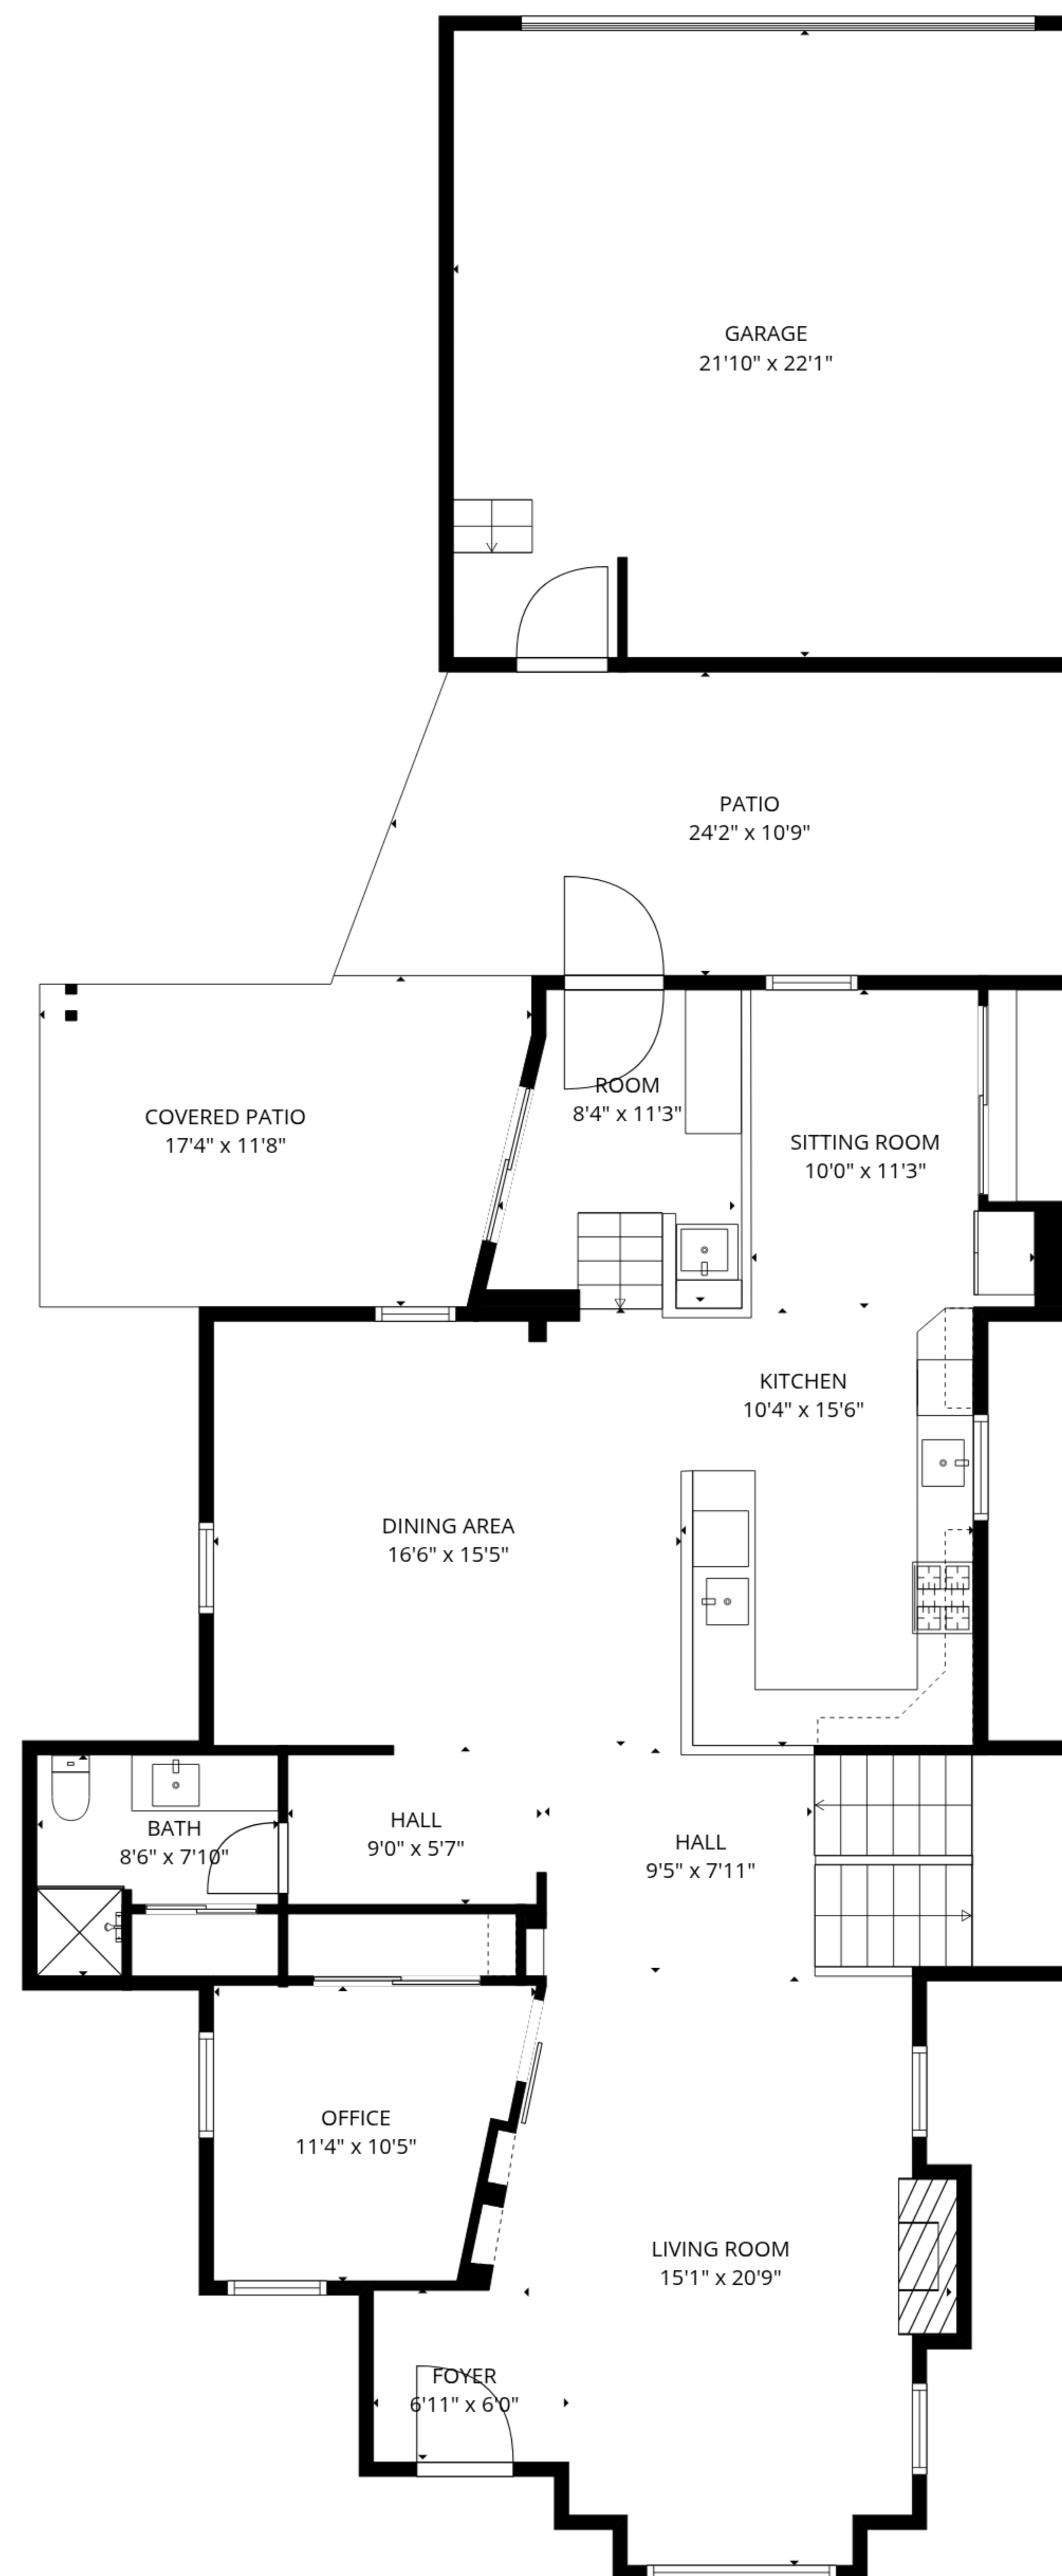 GARAGE
21'10" x 22'1"
PATIO
24'2" x 10'9"
ROOM
8'4" x 11'3"
COVERED PATIO
17'4" x 11'8"
SITTING ROOM
10'0" x 11'3"
KITCHEN
10'4" x 15'6"
DINING AREA
16'6" x 15'5"
HALL
9'0" x 5'7"
BATH
8'6" x 7'10"
HALL
9'5" x 7'11"
OFFICE
11'4" x 10'5"
LIVING ROOM
15'1" x 20'9"
FOYER
6'11" x 6'0"